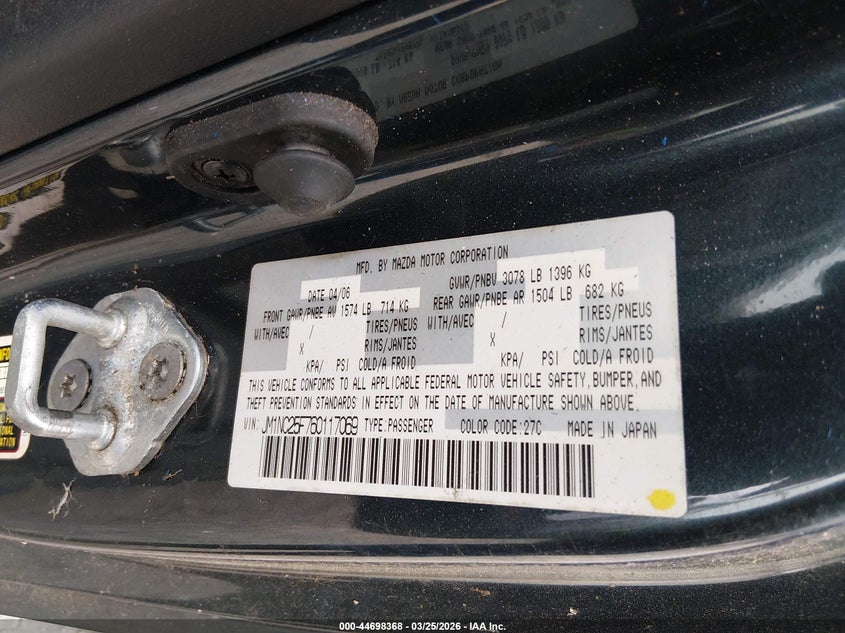 MFD. BY MAZDA MOTOR CORPORATION
DATE 04/06 GVWR/PNBV 3078 LB 1396 KG
FRONT GAWR/PNBE AV 1574 LB 714 KG REAR GAWR/PNBE AR 1504 LB 682 KG
WITH/AVEC / TIRES/PNEUS WITH/AVEC / TIRES/PNEUS
X RIMS/JANTES X RIMS/JANTES
KPA/ PSI COLD/A FROID KPA/ PSI COLD/A FROID
THIS VEHICLE CONFORMS TO ALL APPLICABLE FEDERAL MOTOR VEHICLE SAFETY, BUMPER, AND
THEFT PREVENTION STANDARDS IN EFFECT ON THE DATE OF MANUFACTURE SHOWN ABOVE.
VIN: JM1NC25F760117069 TYPE:PASSENGER COLOR CODE:27C MADE IN JAPAN
000-44698368 | 03/25/2026 | IAA Inc.